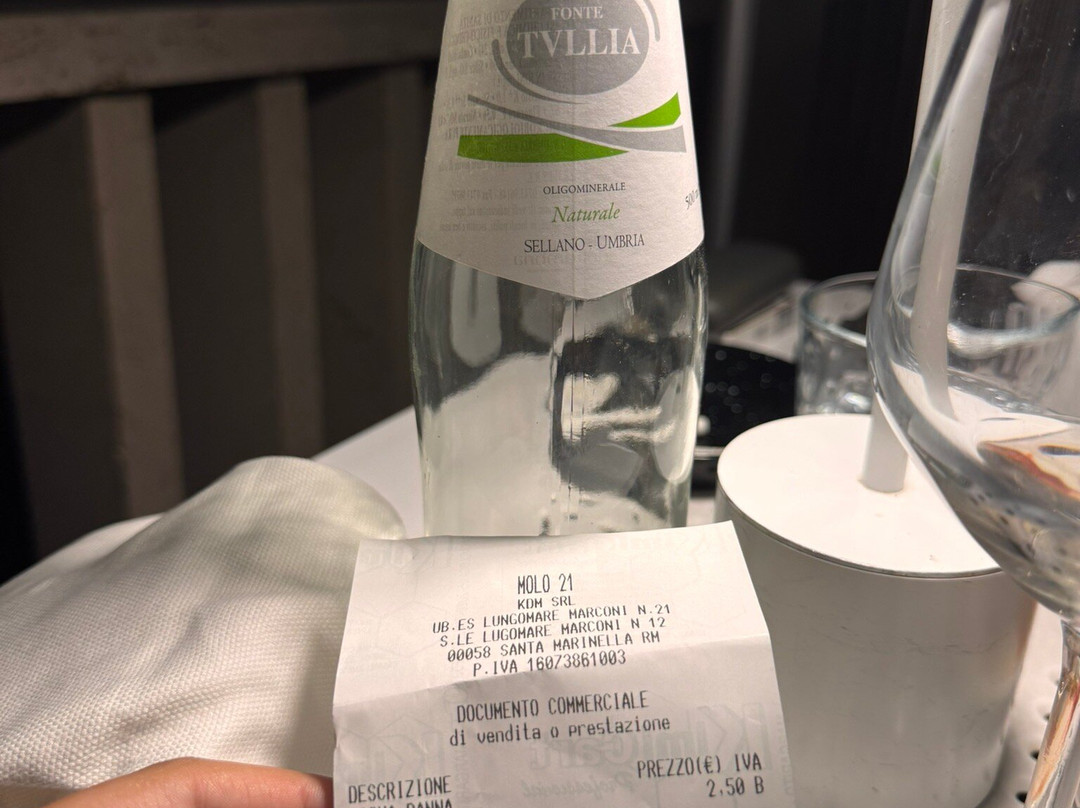 FONTE
TVLLIA
OLIGOMINERALE
Naturale
SELLANO - UMBRIA
MOLO 21
KDM SRL
UB.ES LUNGOMARE MARCONI N.21
S.LE LUGOMARE MARCONI N 12
00058 SANTA MARINELLA RM
P.IVA 16073861003
DOCUMENTO COMMERCIALE
di vendita o prestazione
DESCRIZIONE PREZZO(€) IVA
2,50 B